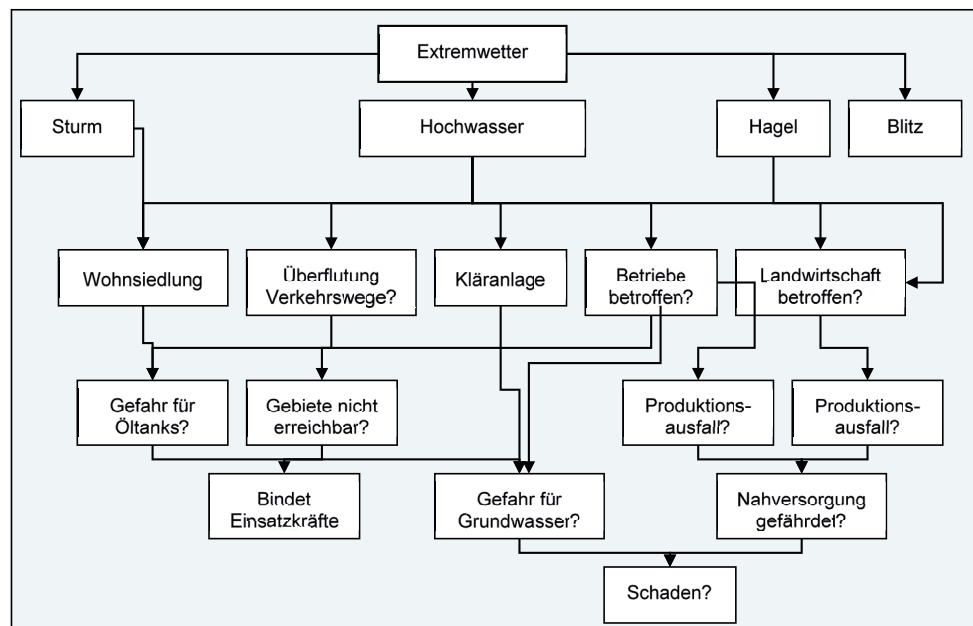 Extremwetter
Sturm
Hochwasser
Hagel
Blitz
Wohnsiedlung
Überflutung
Verkehrswege?
Kläranlage
Betriebe
betroffen?
Landwirtschaft
betroffen?
Gefahr für
Öltanks?
Gebiete nicht
erreichbar?
Produktions-
ausfall?
Produktions-
ausfall?
Bindet
Einsatzkräfte
Gefahr für
Grundwasser?
Nahversorgung
gefährdet?
Schaden?